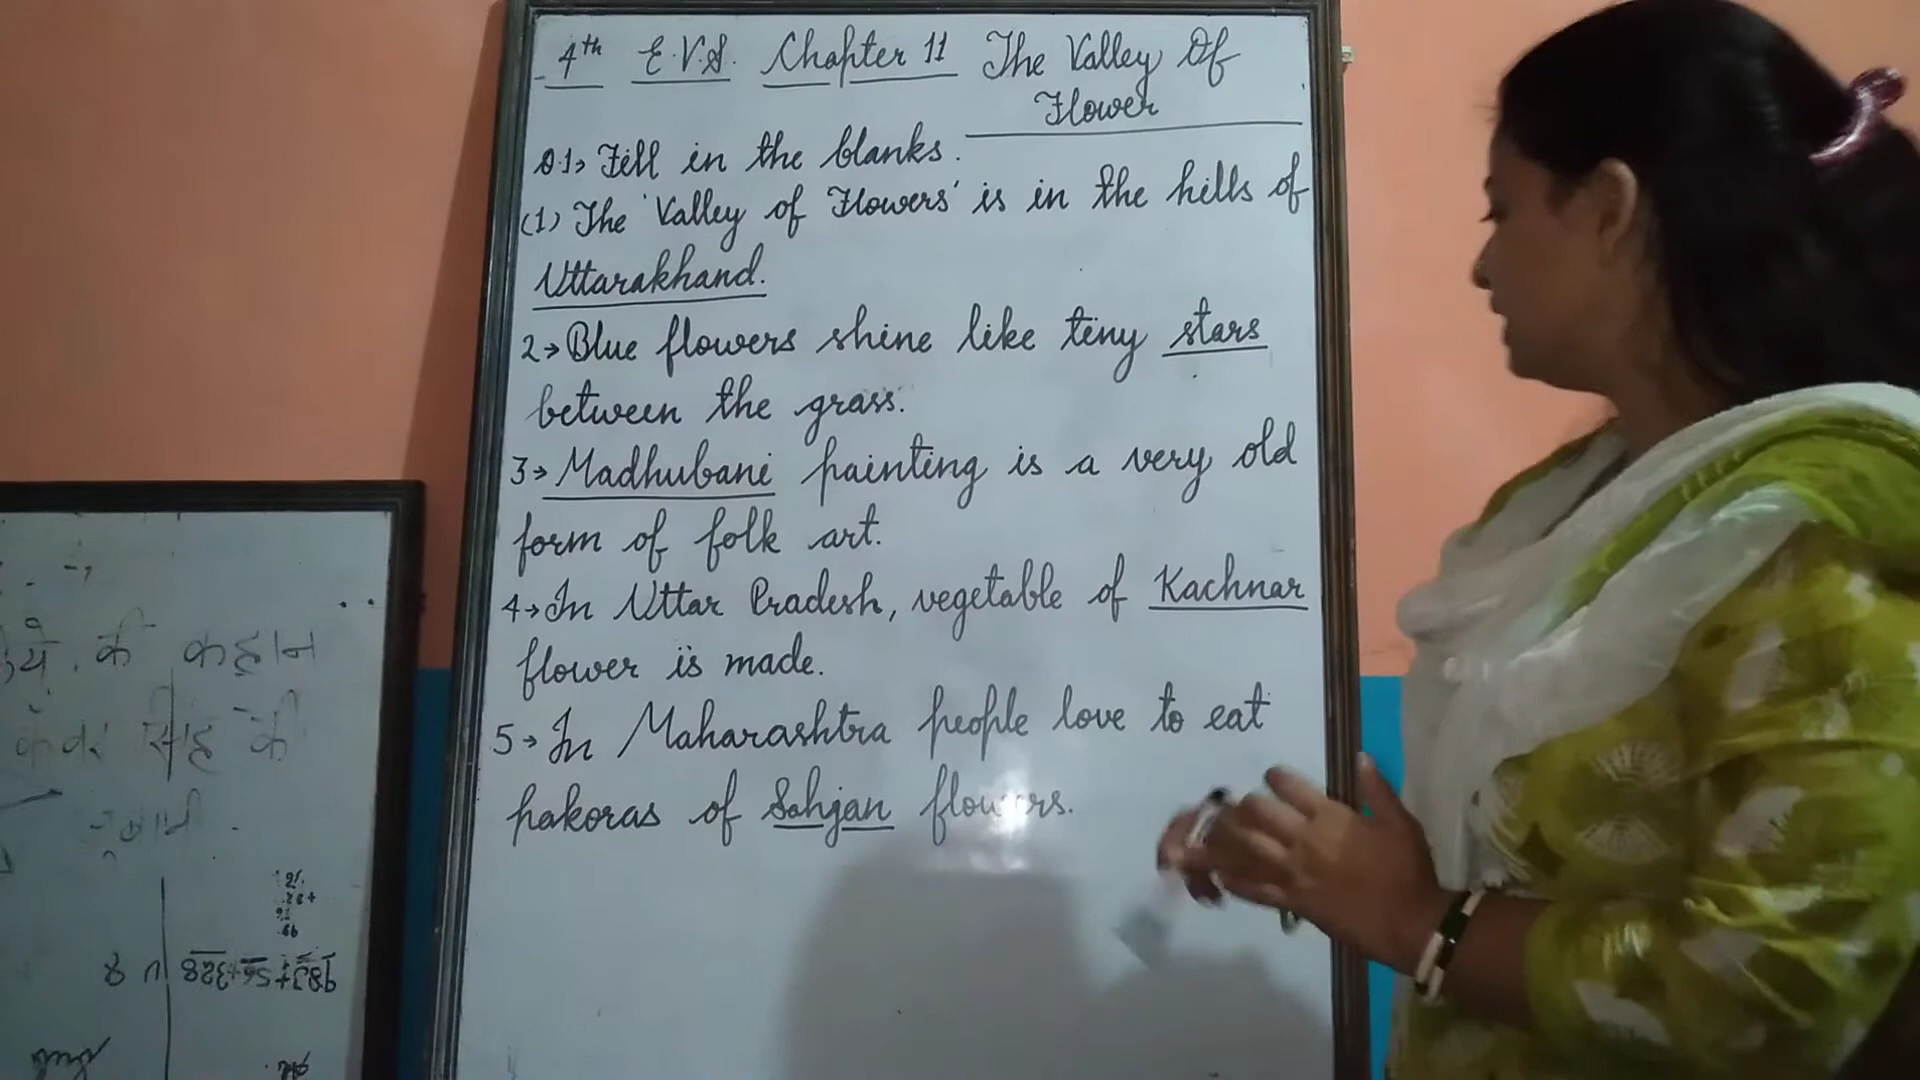 4th E.V.S. Chapter 11 The Valley Of
Flower
Q.1→ Fill in the blanks.
(1) The 'Valley of Flowers' is in the hills of
Uttarakhand.
2→ Blue flowers shine like tiny stars
between the grass.
3→ Madhubani painting is a very old
form of folk art.
4→ In Uttar Pradesh, vegetable of Kachnar
flower is made.
5→ In Maharashtra people love to eat
pakoras of Sahjan flowers.
की
सिंह की